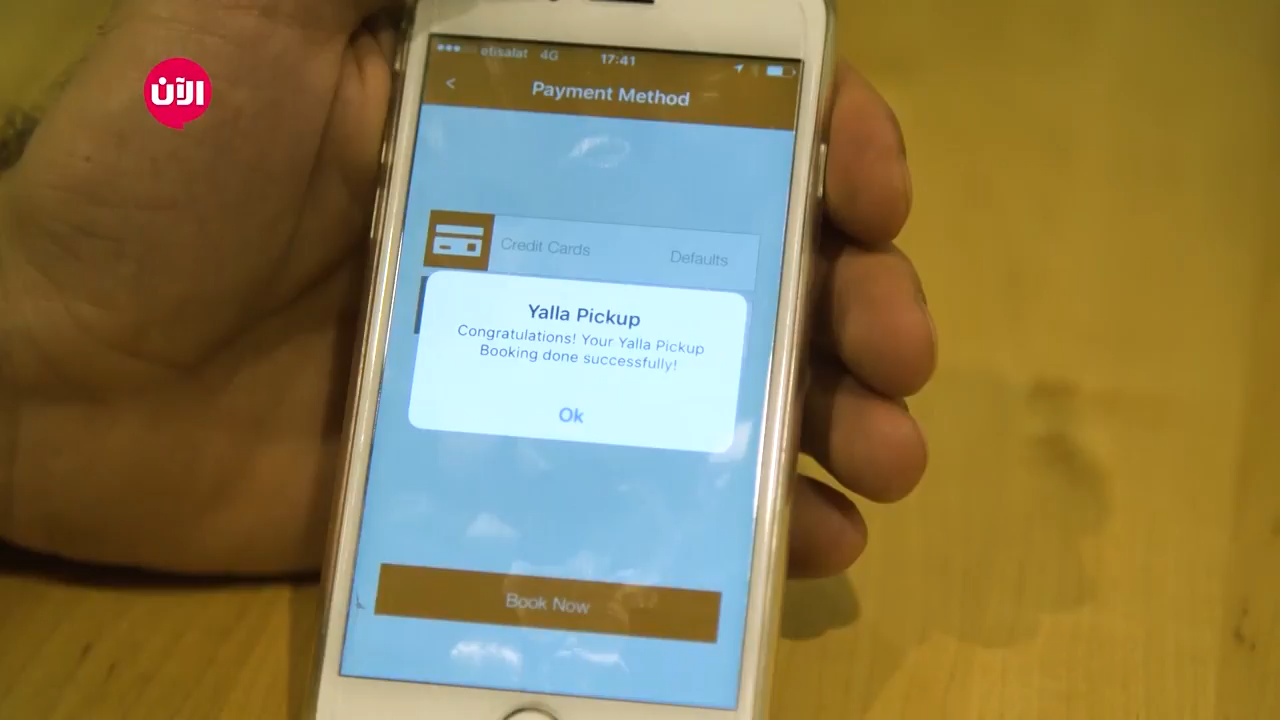 الآن
etisalat 4G 17:41
< Payment Method
Credit Cards Defaults
Yalla Pickup
Congratulations! Your Yalla Pickup
Booking done successfully!
Ok
Book Now